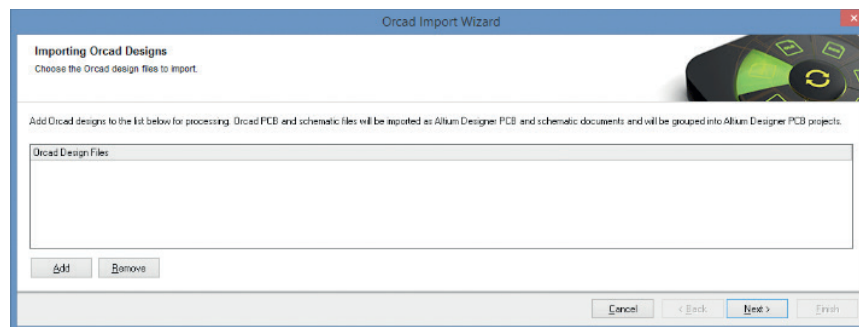 Orcad Import Wizard
Importing Orcad Designs
Choose the Orcad design files to import.
Add Orcad designs to the list below for processing. Orcad PCB and schematic files will be imported as Altium Designer PCB and schematic documents and will be grouped into Altium Designer PCB projects.
Orcad Design Files
Add
Remove
Cancel
< Back
Next >
Finish